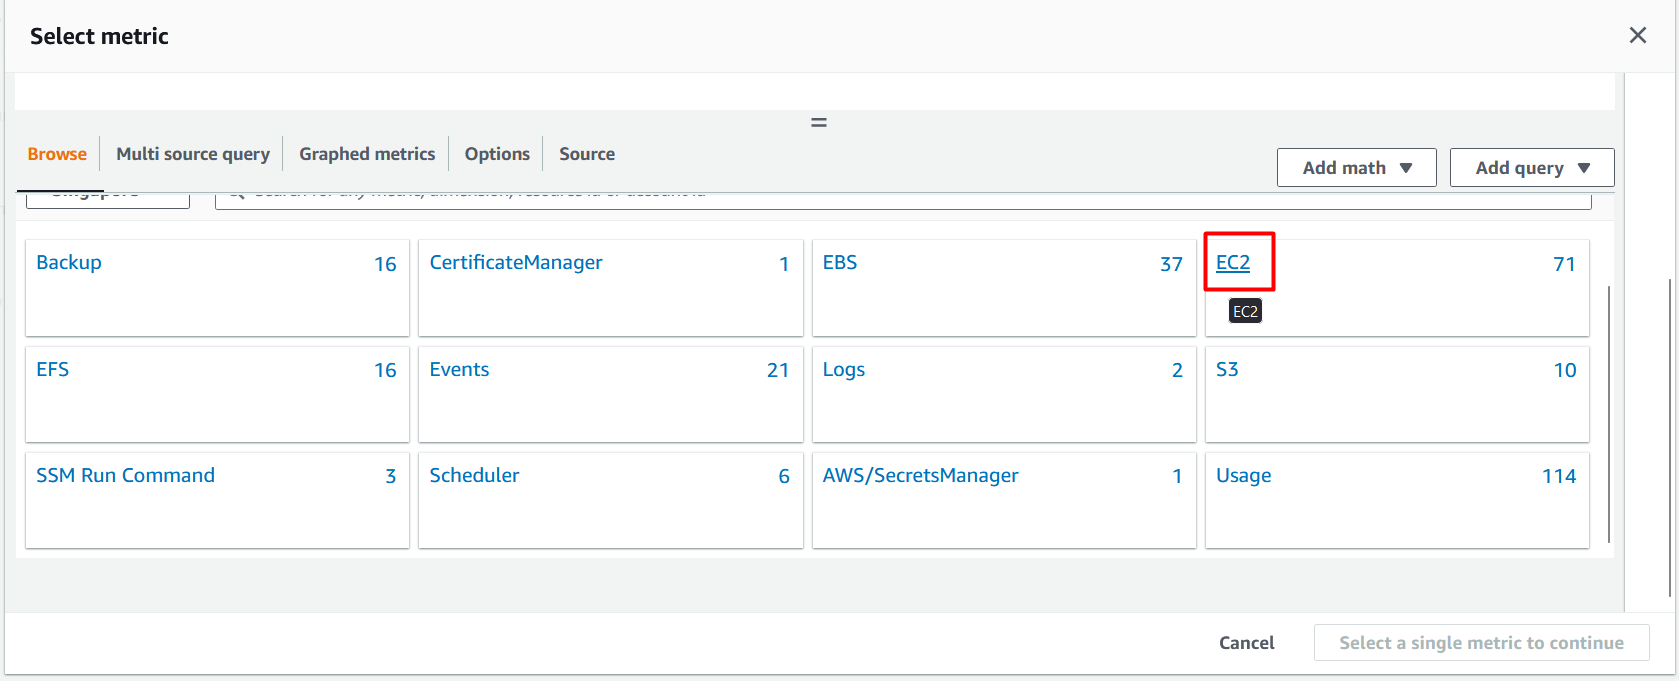 Select metric
Browse
Multi source query
Graphed metrics
Options
Source
Add math
Add query
Backup 16
CertificateManager 1
EBS 37
EC2 71
EC2
EFS 16
Events 21
Logs 2
S3 10
SSM Run Command 3
Scheduler 6
AWS/SecretsManager 1
Usage 114
Cancel
Select a single metric to continue